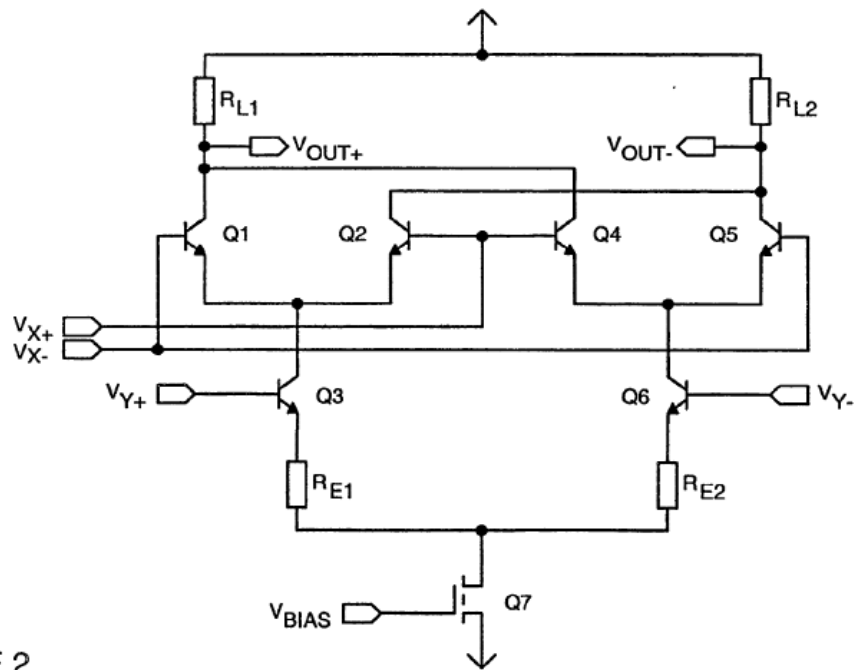 RL1
RL2
VOUT+
VOUT-
Q1
Q2
Q4
Q5
VX+
VX-
VY+
Q3
Q6
VY-
RE1
RE2
VBIAS
Q7